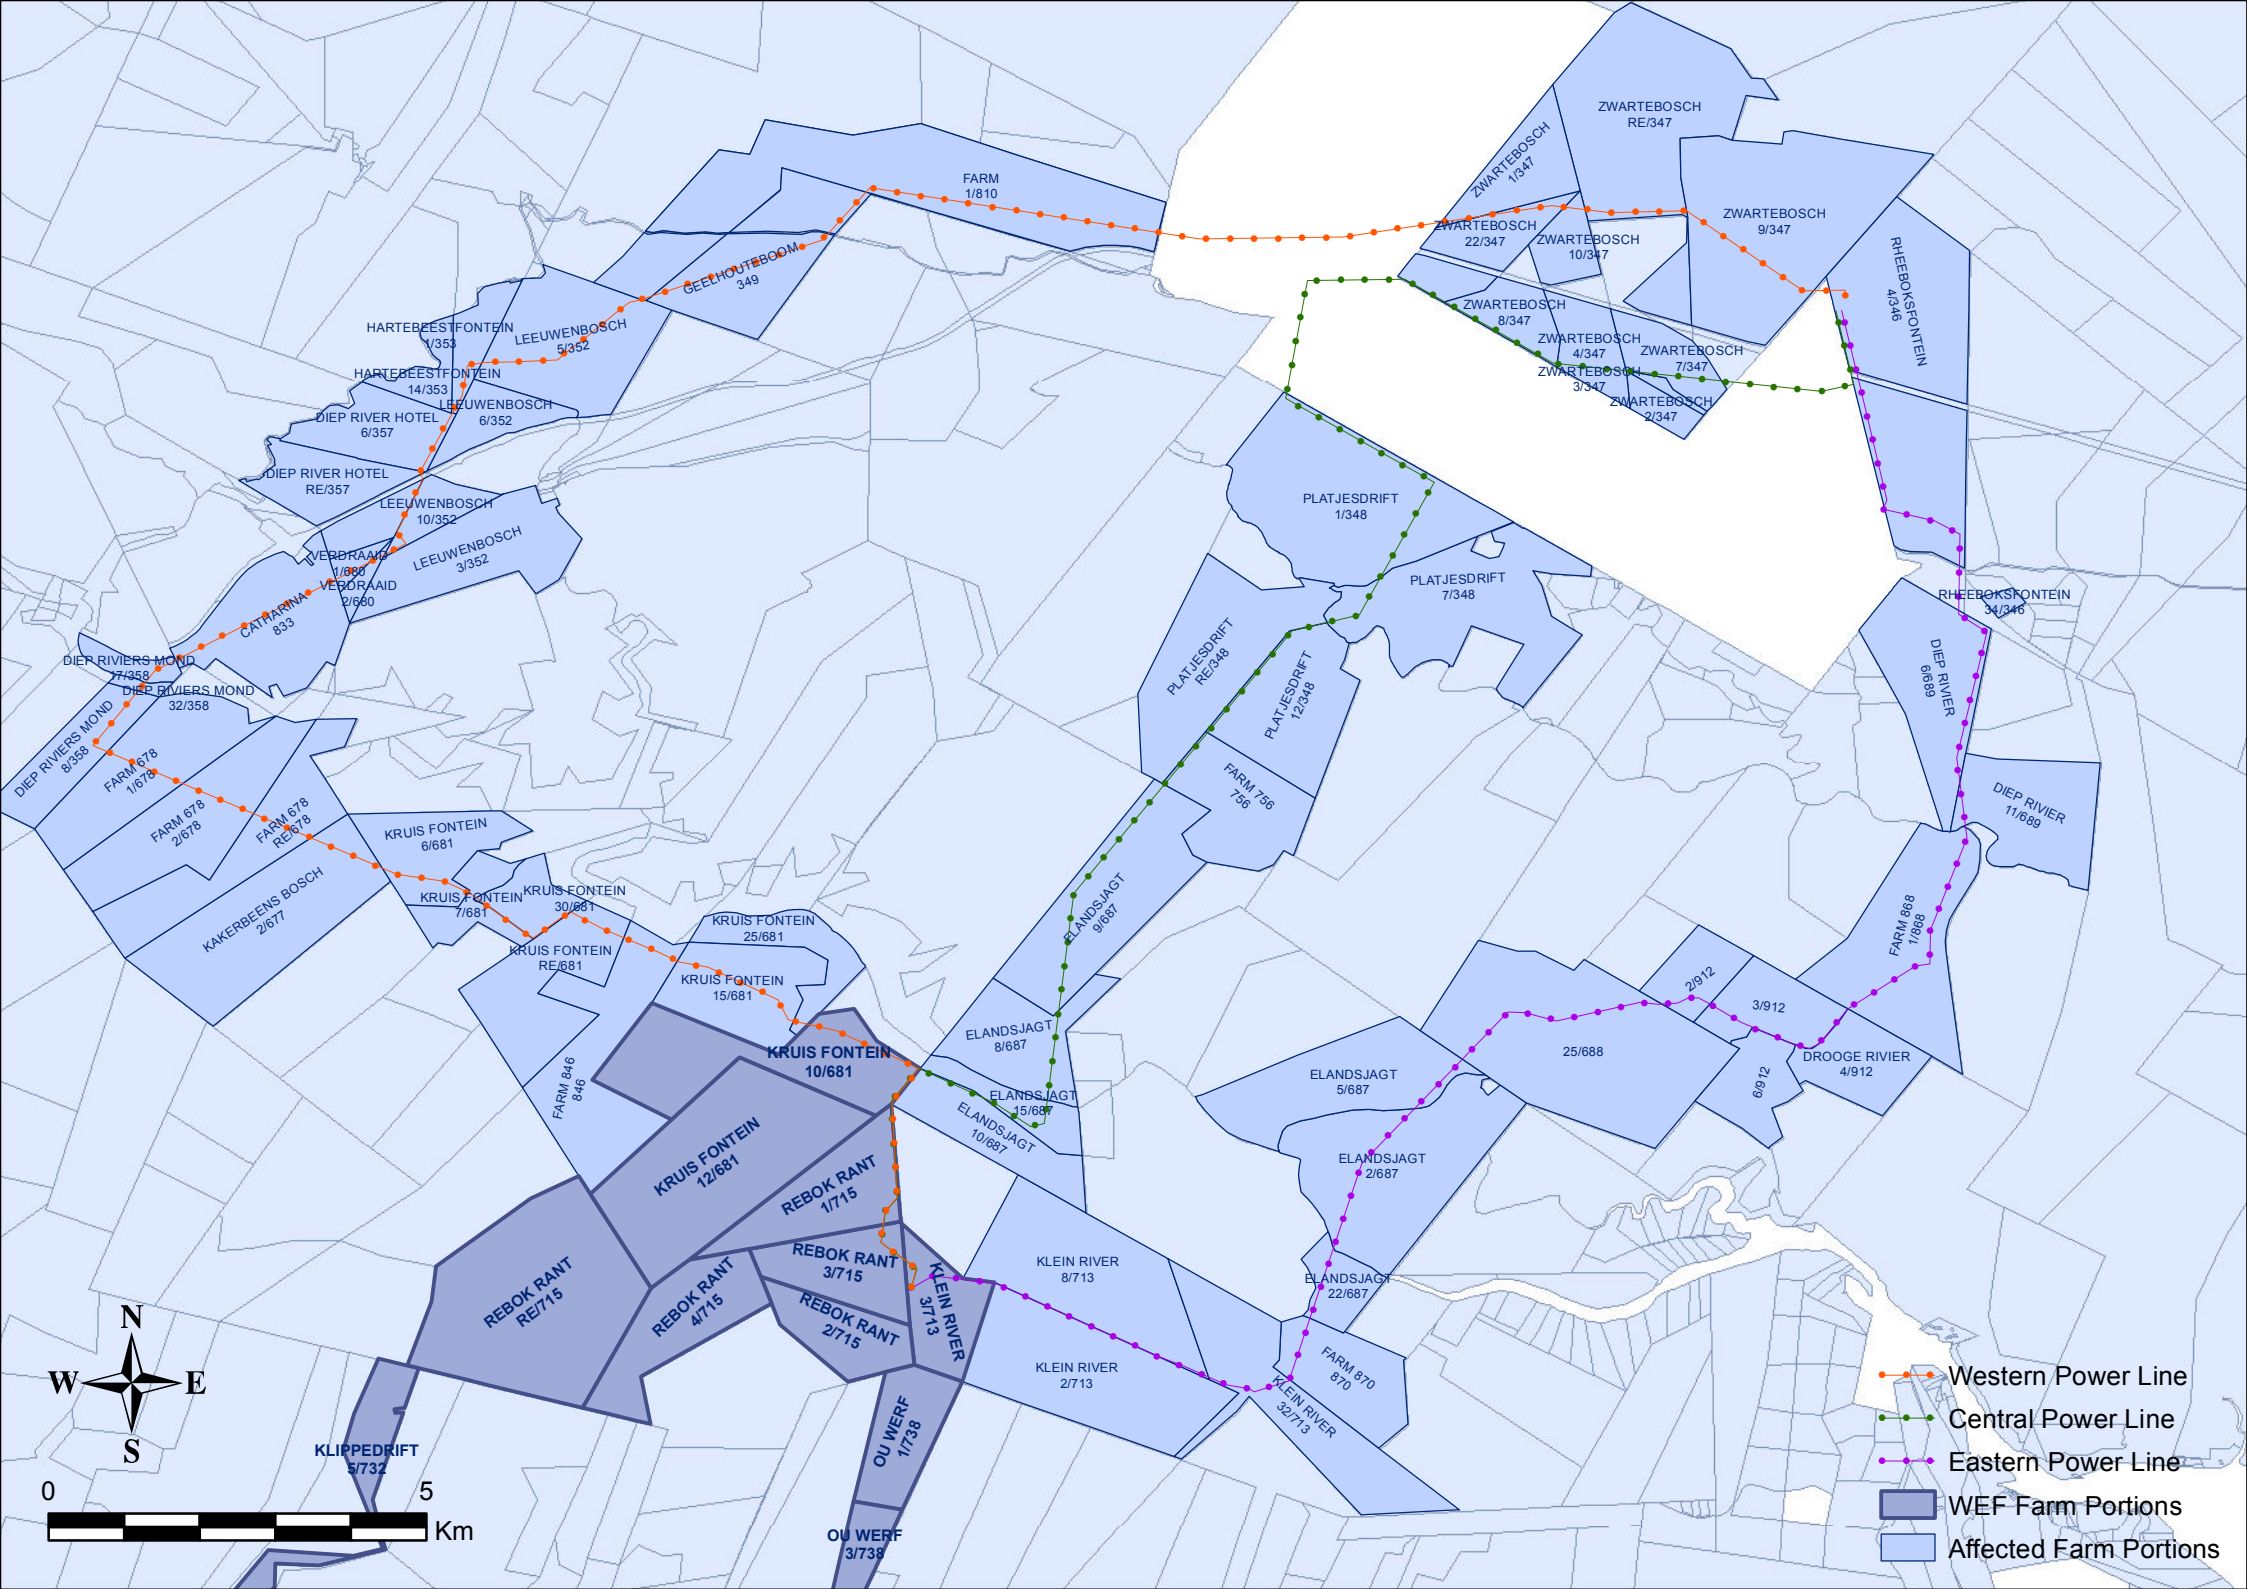 ZWARTEBOSCH
RE/347
ZWARTEBOSCH
1/347
FARM
1/810
ZWARTEBOSCH
9/347
ZWARTEBOSCH
22/347
ZWARTEBOSCH
10/347
RHEEBOKSFONTEIN
4/346
GEELHOUTEBOOM
349
ZWARTEBOSCH
8/347
HARTEBEESTFONTEIN
1/353
LEEUWENBOSCH
5/352
ZWARTEBOSCH
4/347
ZWARTEBOSCH
7/347
HARTEBEESTFONTEIN
14/353
ZWARTEBOSCH
3/347
ZWARTEBOSCH
2/347
LEEUWENBOSCH
6/352
DIEP RIVER HOTEL
6/357
DIEP RIVER HOTEL
RE/357
LEEUWENBOSCH
10/352
PLATJESDRIFT
1/348
LEEUWENBOSCH
3/352
VERDRAAID
1/680
VERDRAAID
2/680
PLATJESDRIFT
7/348
CATHARINA
833
RHEEBOKSFONTEIN
34/346
PLATJESDRIFT
RE/348
PLATJESDRIFT
12/348
DIEP RIVIER
6/689
DIEP RIVIERS MOND
17/358
DIEP RIVIERS MOND
32/358
DIEP RIVIERS MOND
8/358
FARM 678
1/678
FARM 756
756
DIEP RIVIER
11/689
FARM 678
2/678
FARM 678
RE/678
KRUIS FONTEIN
6/681
KAKERBEENS BOSCH
2/677
KRUIS FONTEIN
7/681
KRUIS FONTEIN
30/681
ELANDSJAGT
9/687
FARM 868
1/868
KRUIS FONTEIN
25/681
KRUIS FONTEIN
RE/681
KRUIS FONTEIN
15/681
2/912
3/912
ELANDSJAGT
8/687
25/688
KRUIS FONTEIN
10/681
DROOGE RIVIER
4/912
6/912
FARM 846
846
ELANDSJAGT
5/687
ELANDSJAGT
15/687
ELANDSJAGT
10/687
KRUIS FONTEIN
12/681
ELANDSJAGT
2/687
REBOK RANT
1/715
REBOK RANT
3/715
KLEIN RIVER
8/713
ELANDSJAGT
22/687
REBOK RANT
RE/715
REBOK RANT
4/715
REBOK RANT
2/715
KLEIN RIVER
3/713
KLEIN RIVER
2/713
FARM 870
870
KLEIN RIVER
32/713
N
W E
S
OU WERF
1/738
KLIPPEDRIFT
5/732
OU WERF
3/738
0 5
Km
Western Power Line
Central Power Line
Eastern Power Line
WEF Farm Portions
Affected Farm Portions